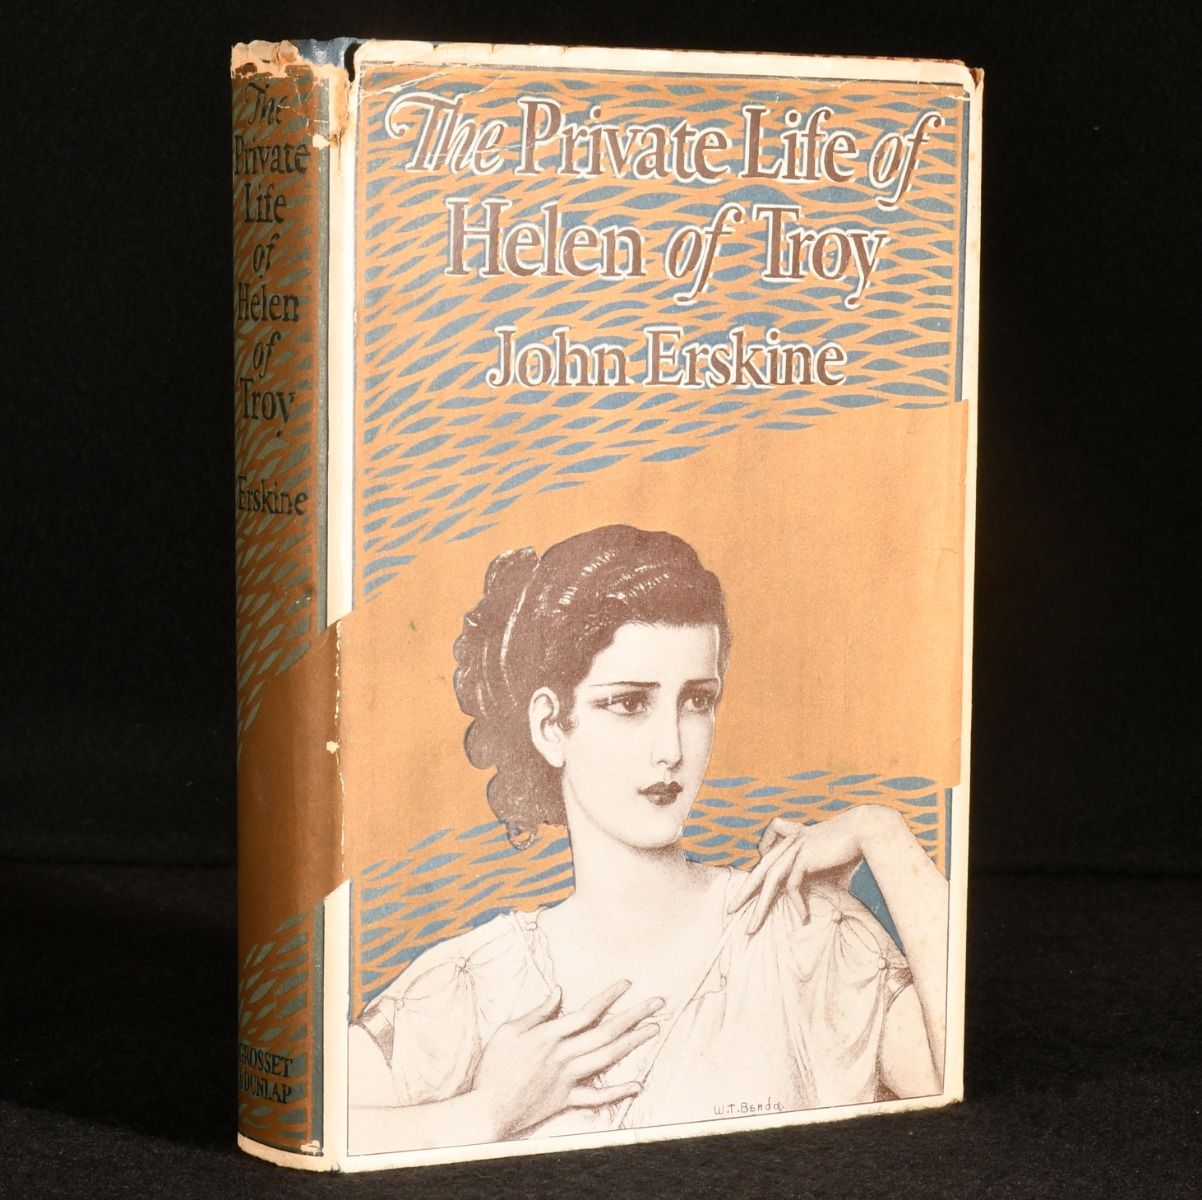 The
Private
Life
of
Helen
of
Troy
Erskine
GROSSET
& DUNLAP
The Private Life of
Helen of Troy
John Erskine
W.T. Benda